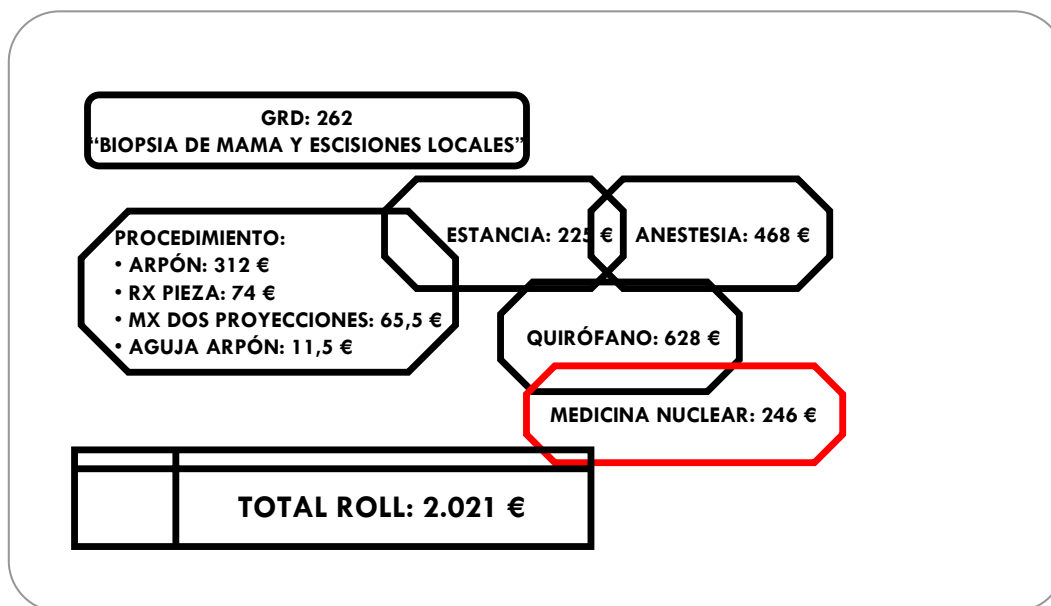 GRD: 262
“BIOPSIA DE MAMA Y ESCISIONES LOCALES”
ESTANCIA: 225 €
ANESTESIA: 468 €
PROCEDIMIENTO:
• ARPÓN: 312 €
• RX PIEZA: 74 €
• MX DOS PROYECCIONES: 65,5 €
• AGUJA ARPÓN: 11,5 €
QUIRÓFANO: 628 €
MEDICINA NUCLEAR: 246 €
TOTAL ROLL: 2.021 €